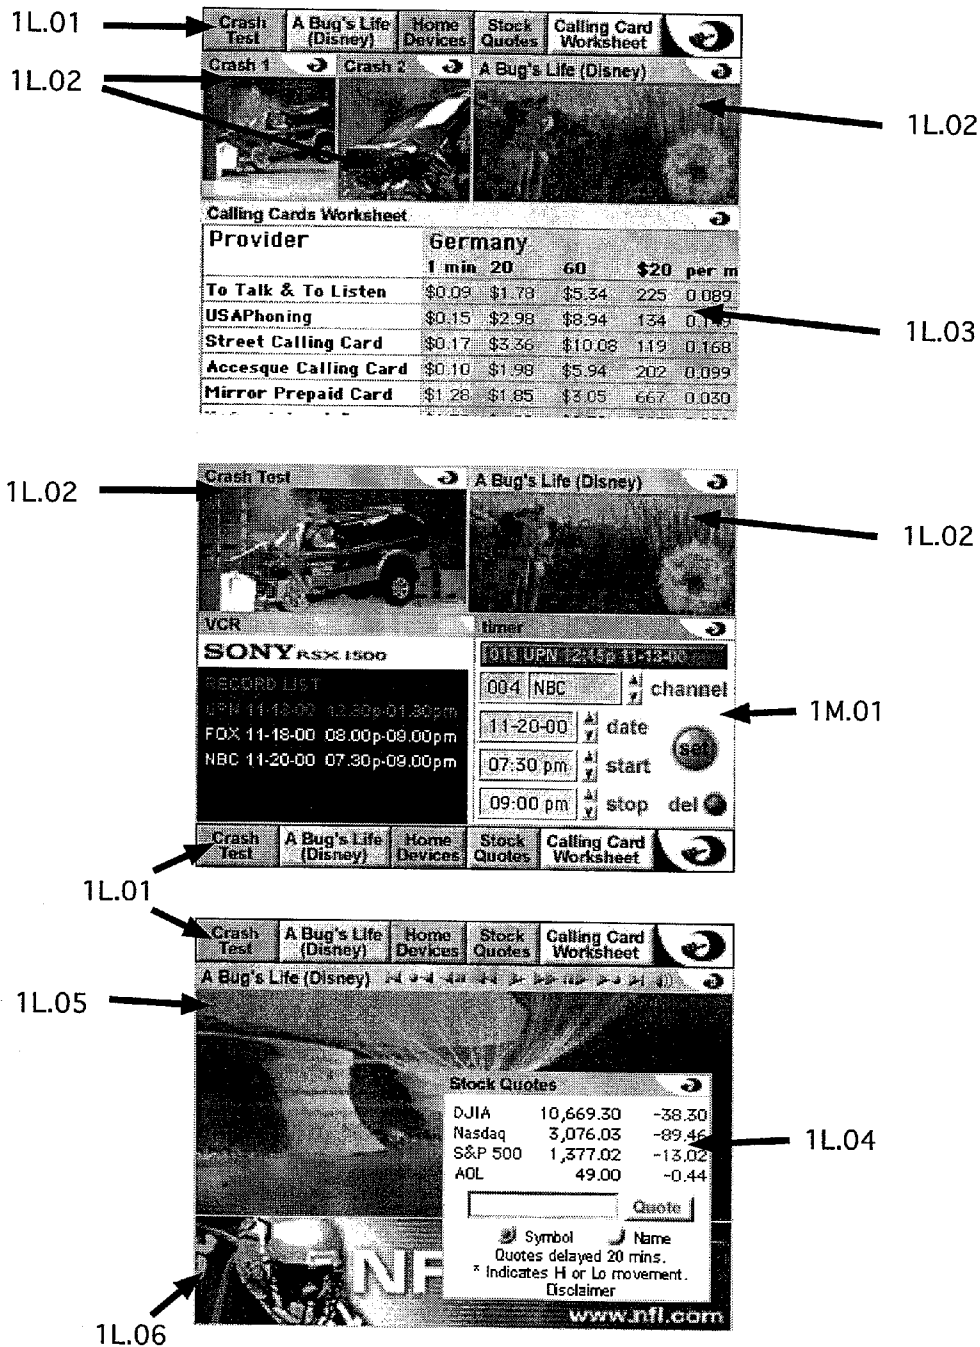 1L.01
Crash Test
A Bug's Life (Disney)
Home Devices
Stock Quotes
Calling Card Worksheet
1L.02
Crash 1
Crash 2
A Bug's Life (Disney)
1L.02
Calling Cards Worksheet
Provider Germany
1 min 20 60 $20 per m
To Talk & To Listen $0.09 $1.78 $5.34 225 0.089
USAPhoning $0.15 $2.98 $8.94 134 0.149
1L.03
Street Calling Card $0.17 $3.36 $10.08 119 0.168
Accesque Calling Card $0.10 $1.98 $5.94 202 0.099
Mirror Prepaid Card $1.28 $1.85 $3.05 667 0.030
1L.02
Crash Test
A Bug's Life (Disney)
1L.02
VCR
SONY RSX 1500
RECORD LIST
UPN 11-18-00 12.30p-01.30pm
FOX 11-18-00 08.00p-09.00pm
NBC 11-20-00 07.30p-09.00pm
timer
013 UPN 12:45p 11-13-00
004 NBC channel
11-20-00 date
07:30 pm start
09:00 pm stop
set
del
1M.01
Crash Test
A Bug's Life (Disney)
Home Devices
Stock Quotes
Calling Card Worksheet
1L.01
Crash Test
A Bug's Life (Disney)
Home Devices
Stock Quotes
Calling Card Worksheet
A Bug's Life (Disney)
1L.05
Stock Quotes
DJIA 10,669.30 -38.30
Nasdaq 3,076.03 -89.46
S&P 500 1,377.02 -13.02
AOL 49.00 -0.44
1L.04
Quote
Symbol Name
Quotes delayed 20 mins.
* Indicates Hi or Lo movement.
Disclaimer
NF
www.nfl.com
1L.06